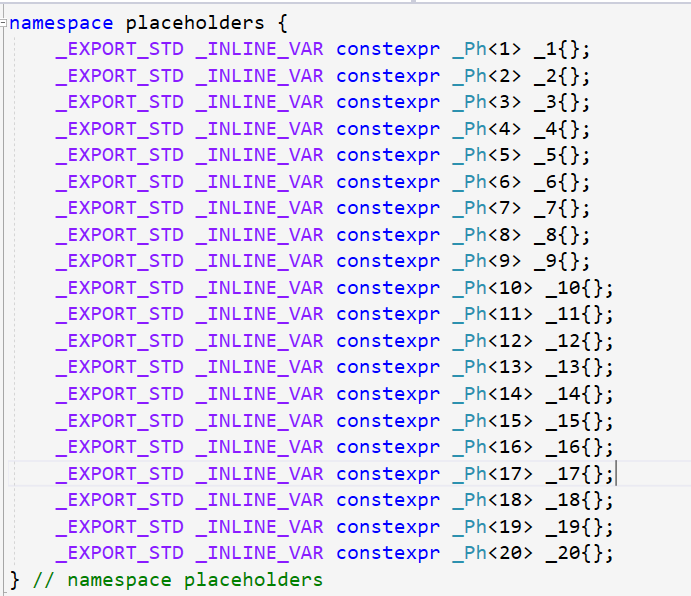 namespace placeholders {
    _EXPORT_STD _INLINE_VAR constexpr _Ph<1> _1{};
    _EXPORT_STD _INLINE_VAR constexpr _Ph<2> _2{};
    _EXPORT_STD _INLINE_VAR constexpr _Ph<3> _3{};
    _EXPORT_STD _INLINE_VAR constexpr _Ph<4> _4{};
    _EXPORT_STD _INLINE_VAR constexpr _Ph<5> _5{};
    _EXPORT_STD _INLINE_VAR constexpr _Ph<6> _6{};
    _EXPORT_STD _INLINE_VAR constexpr _Ph<7> _7{};
    _EXPORT_STD _INLINE_VAR constexpr _Ph<8> _8{};
    _EXPORT_STD _INLINE_VAR constexpr _Ph<9> _9{};
    _EXPORT_STD _INLINE_VAR constexpr _Ph<10> _10{};
    _EXPORT_STD _INLINE_VAR constexpr _Ph<11> _11{};
    _EXPORT_STD _INLINE_VAR constexpr _Ph<12> _12{};
    _EXPORT_STD _INLINE_VAR constexpr _Ph<13> _13{};
    _EXPORT_STD _INLINE_VAR constexpr _Ph<14> _14{};
    _EXPORT_STD _INLINE_VAR constexpr _Ph<15> _15{};
    _EXPORT_STD _INLINE_VAR constexpr _Ph<16> _16{};
    _EXPORT_STD _INLINE_VAR constexpr _Ph<17> _17{};
    _EXPORT_STD _INLINE_VAR constexpr _Ph<18> _18{};
    _EXPORT_STD _INLINE_VAR constexpr _Ph<19> _19{};
    _EXPORT_STD _INLINE_VAR constexpr _Ph<20> _20{};
} // namespace placeholders